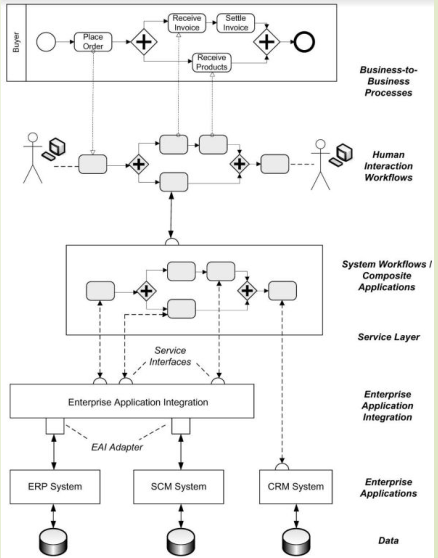 Buyer
Place
Order
Receive
Invoice
Settle
Invoice
Receive
Products
Business-to-
Business
Processes
Human
Interaction
Workflows
System Workflows /
Composite
Applications
Service Layer
Service
Interfaces
Enterprise Application Integration
Enterprise
Application
Integration
EAI Adapter
ERP System
SCM System
CRM System
Enterprise
Applications
Data